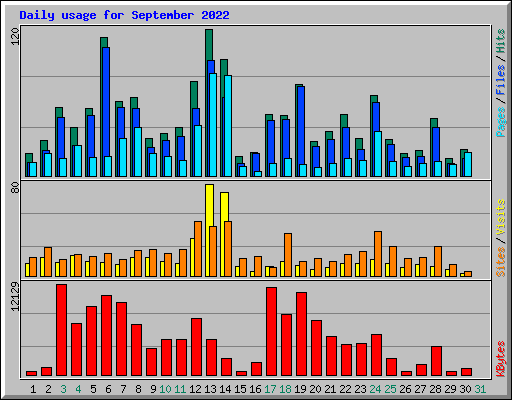 Daily usage for September 2022
120
Pages / Files / Hits
80
Sites / Visits
12129
KBytes
1 2 3 4 5 6 7 8 9 10 11 12 13 14 15 16 17 18 19 20 21 22 23 24 25 26 27 28 29 30 31